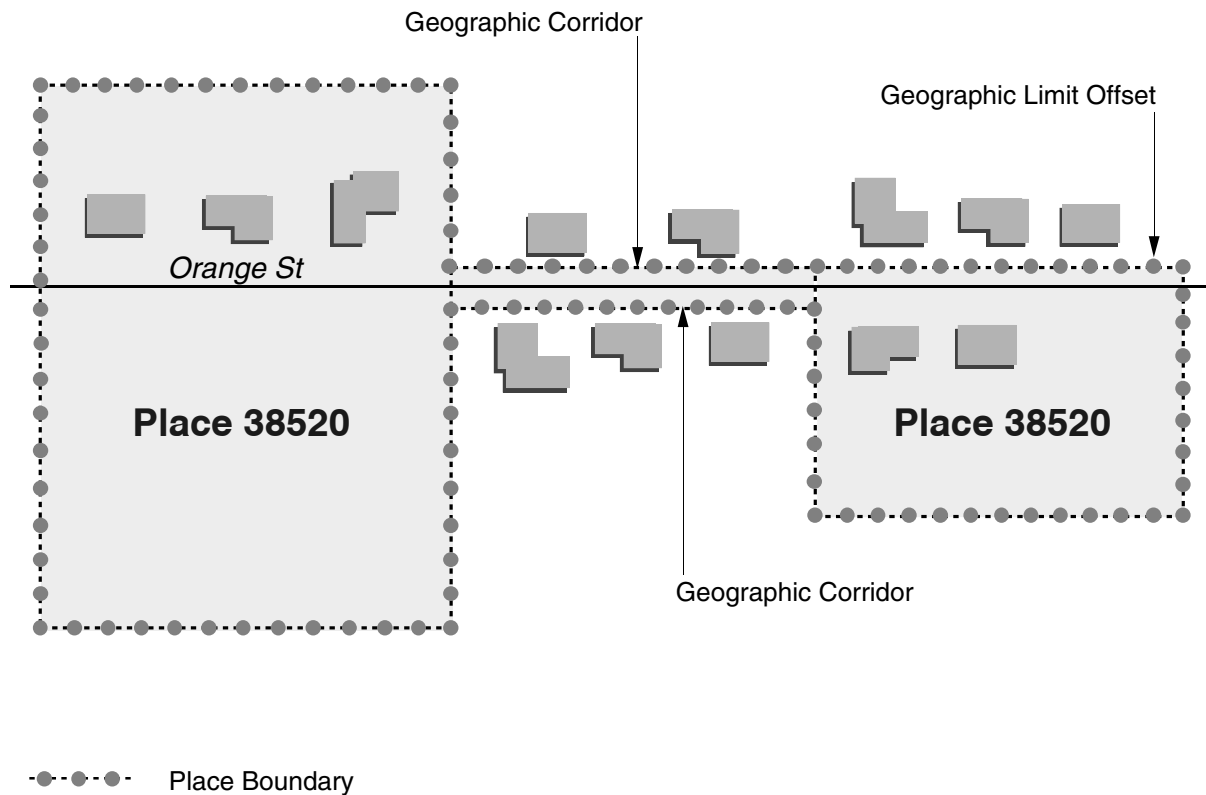 Geographic Corridor
Geographic Limit Offset
Orange St
Place 38520
Place 38520
Geographic Corridor
Place Boundary